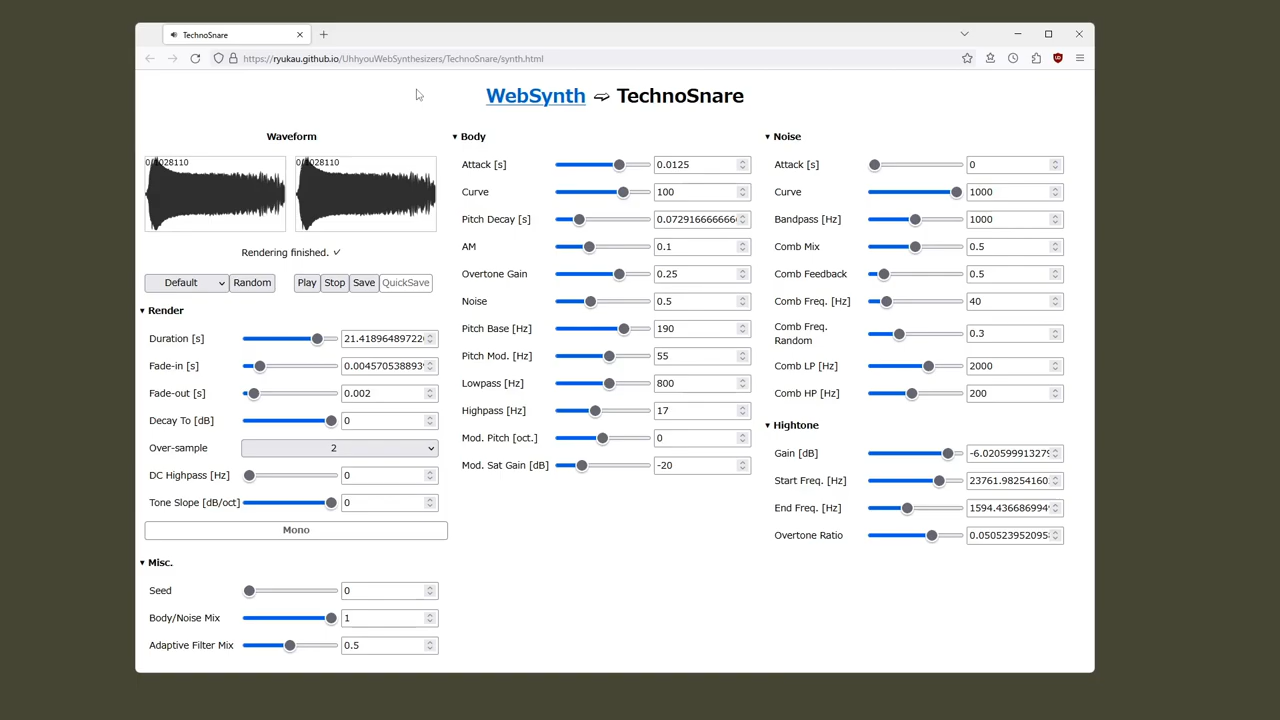 TechnoSnare
https://ryukau.github.io/UhhyouWebSynthesizers/TechnoSnare/synth.html
WebSynth ➫ TechnoSnare
Waveform
Rendering finished. ✓
Default
Random
Play
Stop
Save
QuickSave
Render
Duration [s]
21.418964897220
Fade-in [s]
Fade-out [s]
0.002
Decay To [dB]
0
Over-sample
2
DC Highpass [Hz]
0
Tone Slope [dB/oct]
0
Mono
Misc.
Seed
0
Body/Noise Mix
1
Adaptive Filter Mix
0.5
Body
Attack [s]
0.0125
Curve
100
Pitch Decay [s]
0.0729166666666
AM
0.1
Overtone Gain
0.25
Noise
0.5
Pitch Base [Hz]
190
Pitch Mod. [Hz]
55
Lowpass [Hz]
800
Highpass [Hz]
17
Mod. Pitch [oct.]
0
Mod. Sat Gain [dB]
-20
Noise
Attack [s]
0
Curve
1000
Bandpass [Hz]
1000
Comb Mix
0.5
Comb Feedback
0.5
Comb Freq. [Hz]
40
Comb Freq.
Random
0.3
Comb LP [Hz]
2000
Comb HP [Hz]
200
Hightone
Gain [dB]
-6.020599913279
Start Freq. [Hz]
23761.98254160
End Freq. [Hz]
1594.436686994
Overtone Ratio
0.050523952095